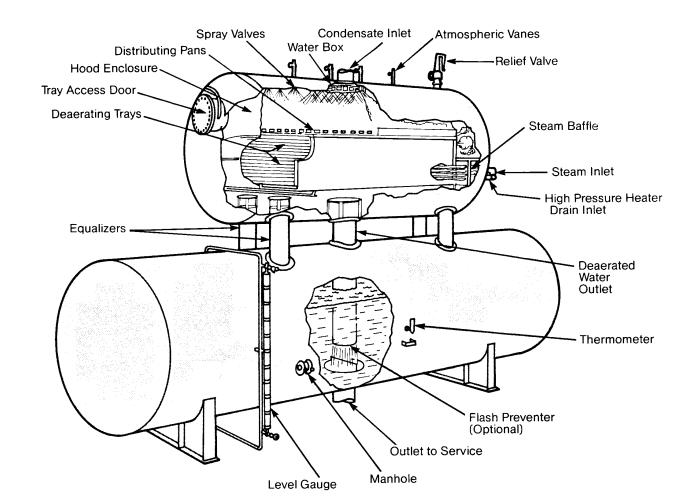 Spray Valves
Condensate Inlet
Atmospheric Vanes
Distributing Pans
Water Box
Relief Valve
Hood Enclosure
Tray Access Door
Deaerating Trays
Steam Baffle
Steam Inlet
High Pressure Heater
Drain Inlet
Equalizers
Deaerated
Water
Outlet
Thermometer
Flash Preventer
(Optional)
Outlet to Service
Manhole
Level Gauge